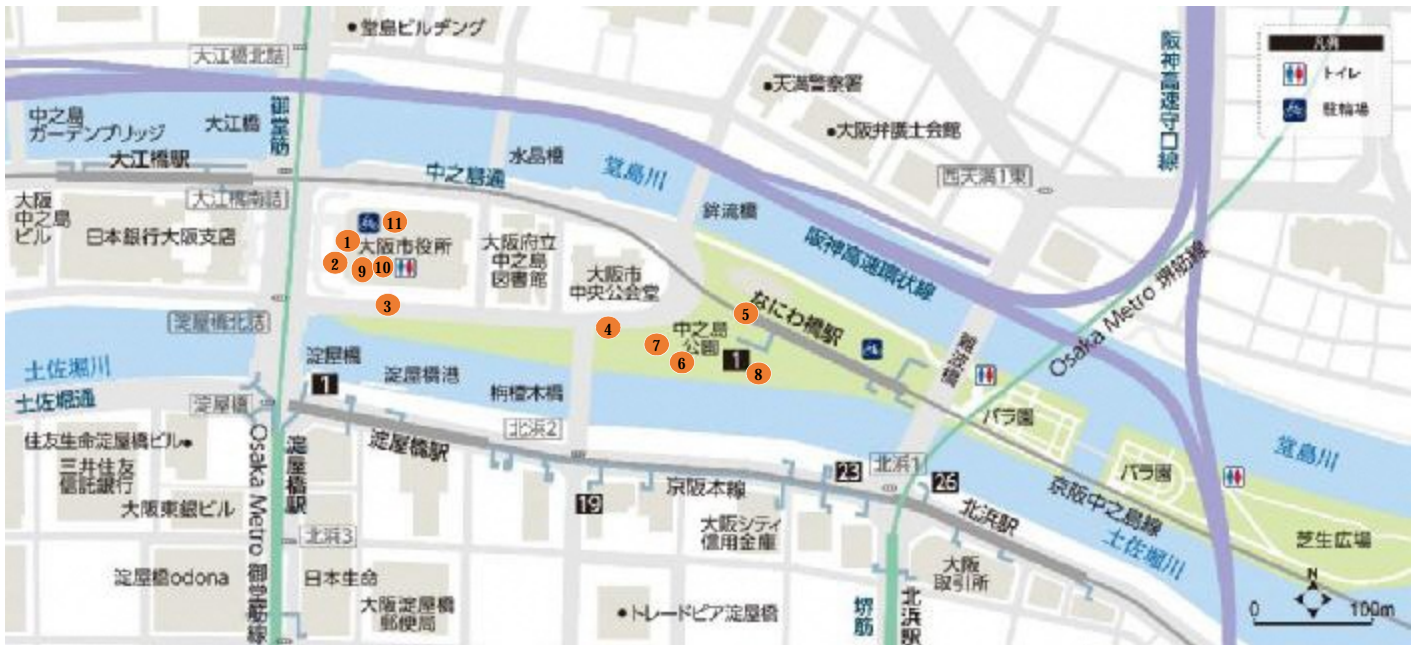 堂島ビルヂング
大江橋北詰
凡例
トイレ
駐輪場
阪神高速守口線
天満警察署
大阪弁護士会館
中之島
ガーデンブリッジ
大江橋
御堂筋
大江橋駅
水晶橋
中之島通
堂島川
西天満1東
大江橋南詰
鉾流橋
大阪
中之島
ビル
日本銀行大阪支店
11
1
大阪市役所
2
9
10
大阪府立
中之島
図書館
大阪市
中央公会堂
阪神高速環状線
Osaka Metro 堺筋線
3
なにわ橋駅
5
4
淀屋橋北詰
7
中之島
公園
6
1
8
難波橋
土佐堀川
土佐堀通
淀屋橋
1
淀屋橋港
栴檀木橋
バラ園
淀屋橋
北浜2
堂島川
住友生命淀屋橋ビル
三井住友
信託銀行
大阪東銀ビル
Osaka Metro 御堂筋線
淀屋橋駅
淀屋橋駅
19
京阪本線
23
北浜1
26
バラ園
京阪中之島線
北浜駅
土佐堀川
芝生広場
北浜3
大阪シティ
信用金庫
淀屋橋odona
日本生命
大阪淀屋橋
郵便局
トレードピア淀屋橋
堺筋
北浜駅
大阪
取引所
N
0
100m